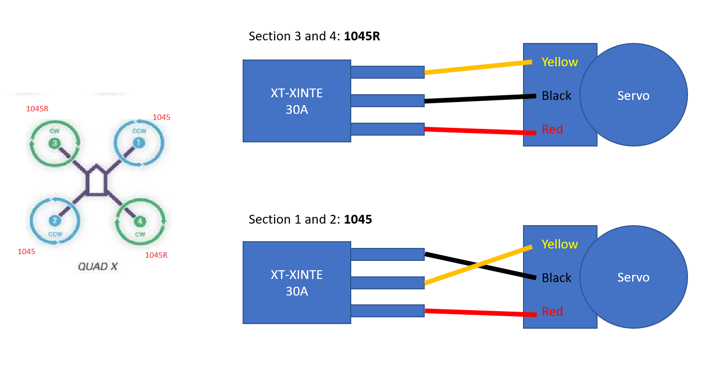 Section 3 and 4: 1045R
XT-XINTE
30A
Yellow
Black
Red
Servo
1045R
1045
CW
3
CCW
1
2
CCW
4
CW
1045
1045R
QUAD X
Section 1 and 2: 1045
XT-XINTE
30A
Yellow
Black
Red
Servo